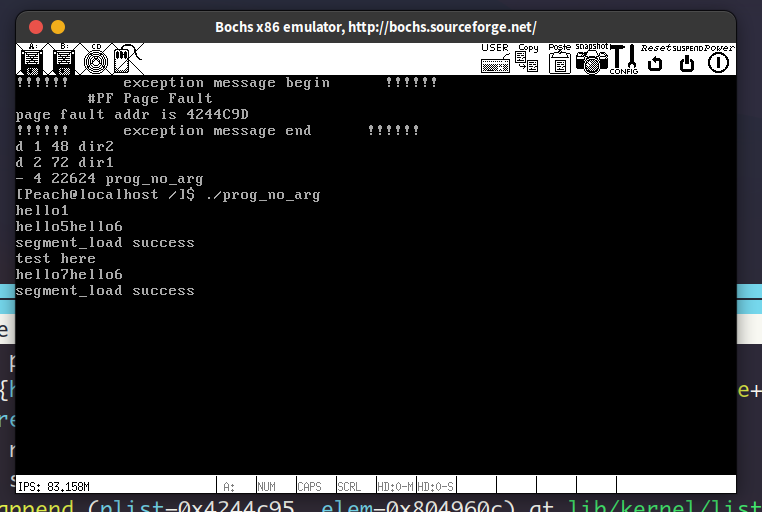 Bochs x86 emulator, http://bochs.sourceforge.net/
A: B: CD USER Copy Paste snapshot CONFIG Reset SUSPEND Power
!!!!!! exception message begin !!!!!!
#PF Page Fault
page fault addr is 4244C9D
!!!!!! exception message end !!!!!!
d 1 48 dir2
d 2 72 dir1
- 4 22624 prog_no_arg
[Peach@localhost /]$ ./prog_no_arg
hello1
hello5hello6
segment_load success
test here
hello7hello6
segment_load success
e
p
{h e+
re
r
s
IPS: 83.158M A: NUM CAPS SCRL HD:0-M HD:0-S
append (plist=0x4244c95, elem=0x804960c) at lib/kernel/list